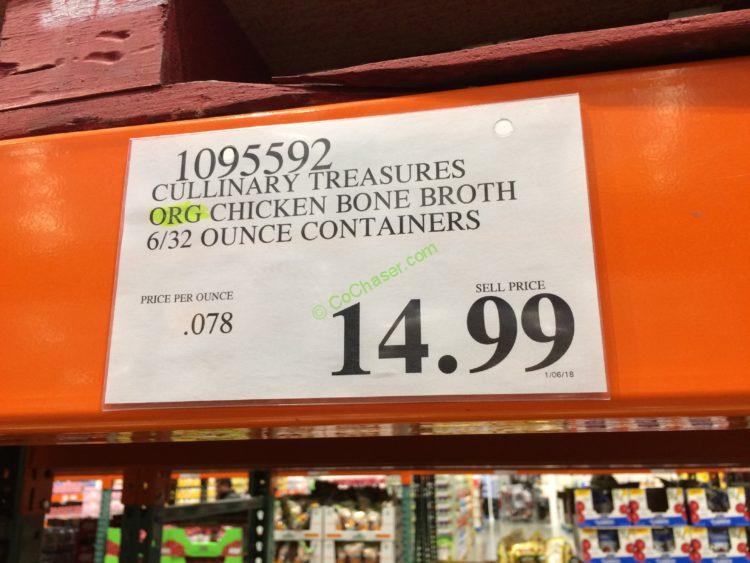 1095592
CULLINARY TREASURES
ORG CHICKEN BONE BROTH
6/32 OUNCE CONTAINERS
© CoChaser.com
PRICE PER OUNCE
.078
SELL PRICE
14.99
1/06/18